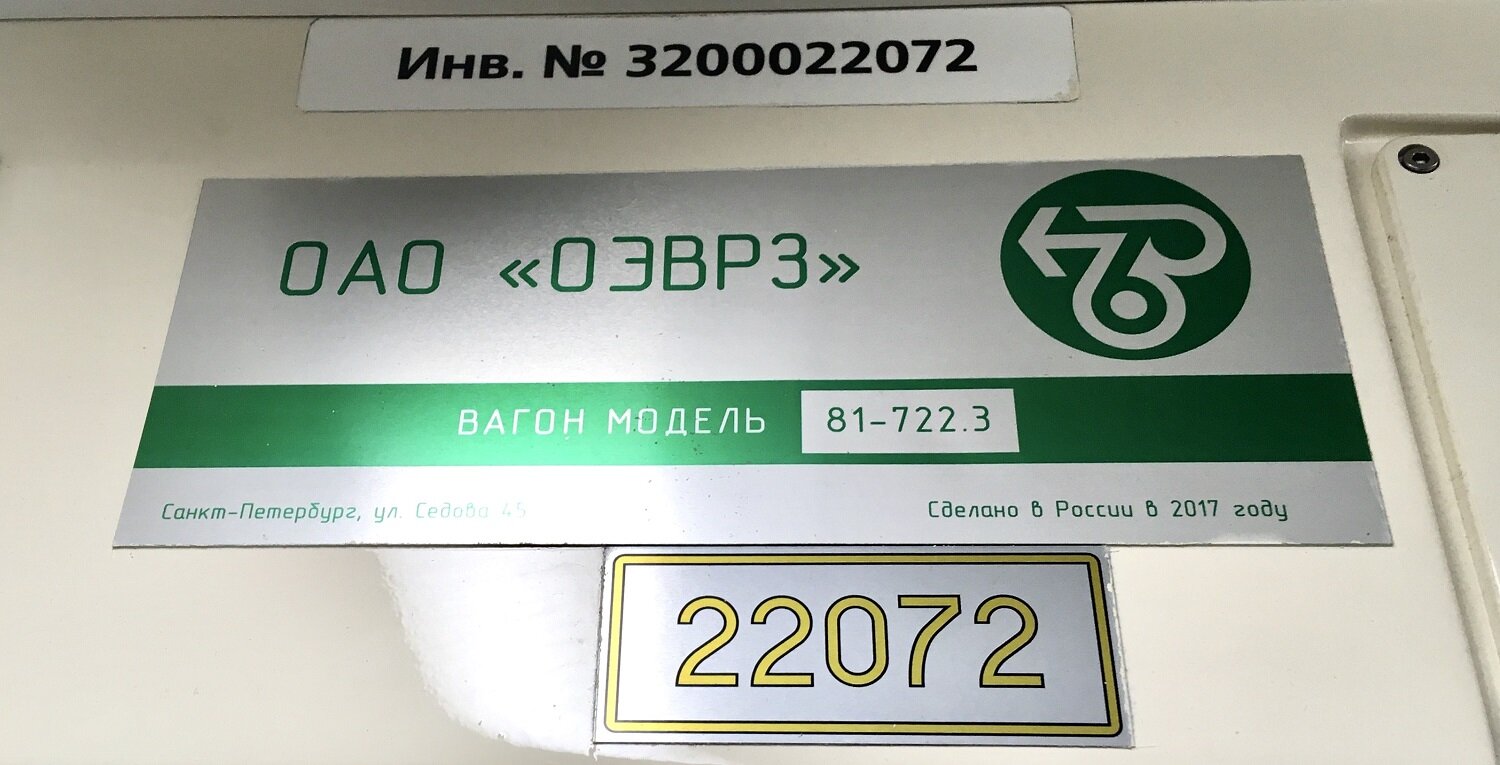 Инв. № 3200022072
ОАО «ОЭВРЗ»
ВАГОН МОДЕЛЬ 81-722.3
Санкт-Петербург, ул. Седова 45
Сделано в России в 2017 году
22072